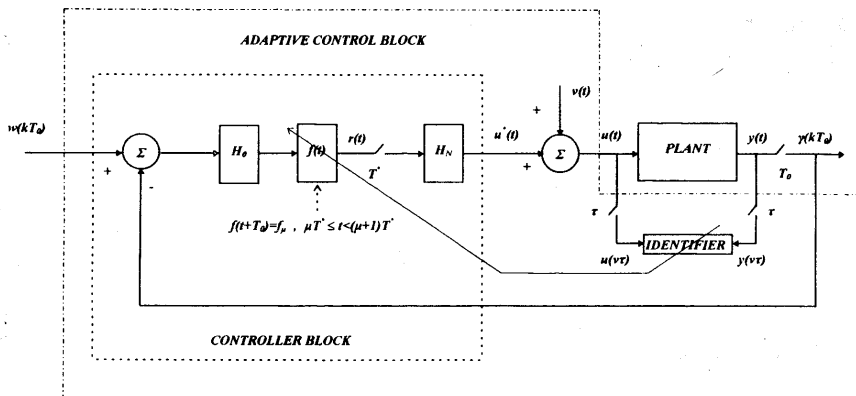 ADAPTIVE CONTROL BLOCK
w(kT₀)
+
-
Σ
H₀
f(t)
r(t)
T*
H_N
u*(t)
+
v(t)
+
Σ
u(t)
PLANT
y(t)
T₀
γ(kT₀)
f(t+T₀)=f_μ , μT* ≤ t<(μ+1)T*
τ
τ
IDENTIFIER
u(ντ)
y(ντ)
CONTROLLER BLOCK